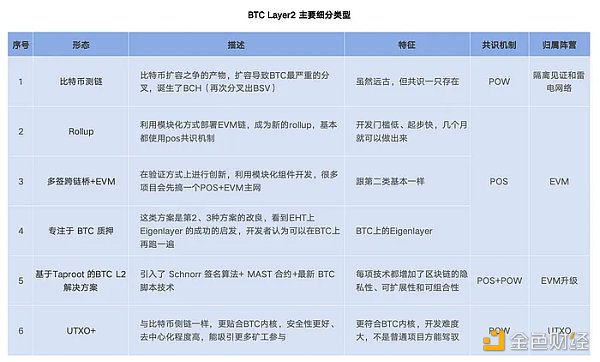 BTC Layer2 主要细分类型
序号 形态 描述 特征 共识机制 归属阵营
1 比特币测链 比特币扩容之争的产物，扩容导致BTC最严重的分叉，诞生了BCH（再次分叉出BSV） 虽然远古，但共识一只存在 POW 隔离见证和雷电网络
2 Rollup 利用模块化方式部署EVM链，成为新的rollup，基本都使用pos共识机制 开发门槛低、起步快，几个月就可以做出来
3 多签跨链桥+EVM 在验证方式上进行创新，利用模块化组件开发，很多项目会先搞一个POS+EVM主网 跟第二类基本一样 POS EVM
4 专注于 BTC 质押 这类方案是第2、3种方案的改良，看到EHT上Eigenlayer 的成功的启发，开发者认为可以在BTC上再跑一遍 BTC上的Eigenlayer
5 基于Taproot 的BTC L2 解决方案 引入了 Schnorr 签名算法+ MAST 合约+最新 BTC 脚本技术 每项技术都增加了区块链的隐私性、可扩展性和可组合性 POS+POW EVM升级
6 UTXO+ 与比特币侧链一样，更贴合BTC内核，安全性更好、去中心化程度高，能吸引更多矿工参与 更符合BTC内核，开发难度大，不是普通项目方能驾驭 POW UTXO
金色财经